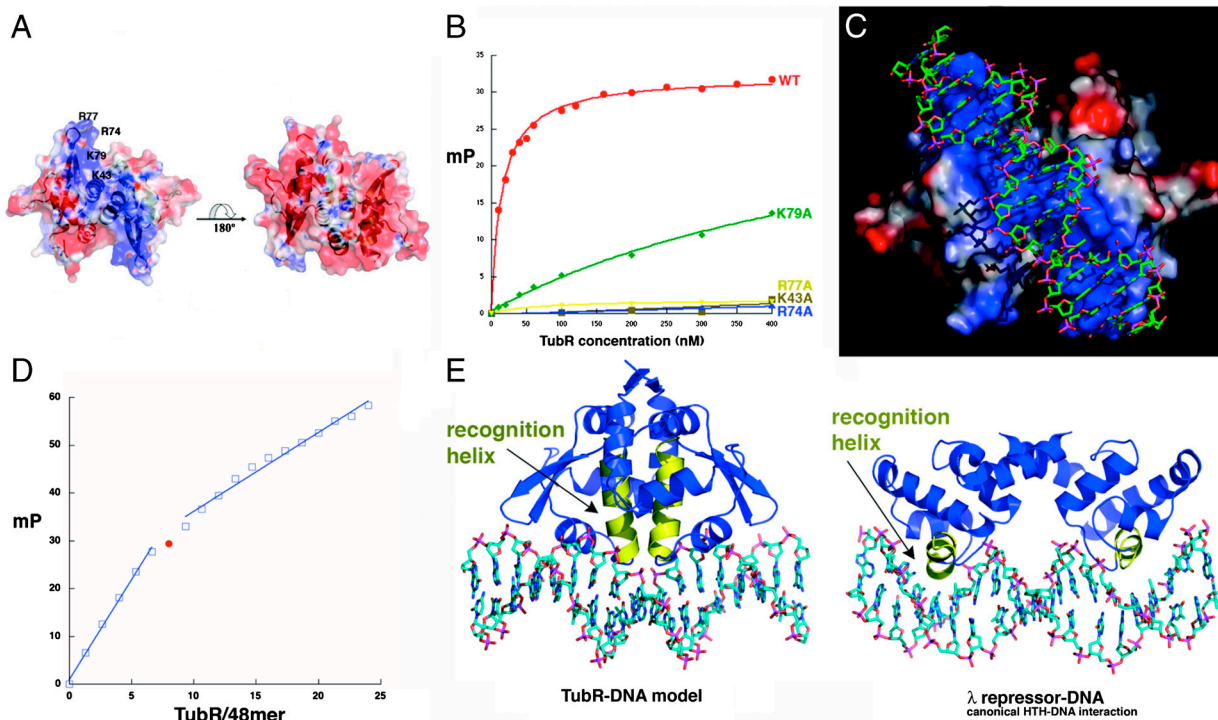 A
R77
R74
K79
K43
180°
B
35
30
25
20
15
10
5
0
mP
WT
K79A
R77A
K43A
R74A
0 50 100 150 200 250 300 350 400
TubR concentration (nM)
C
D
60
50
40
30
20
10
0
mP
0 5 10 15 20 25
TubR/48mer
E
recognition
helix
TubR-DNA model
recognition
helix
λ repressor-DNA
canonical HTH-DNA interaction